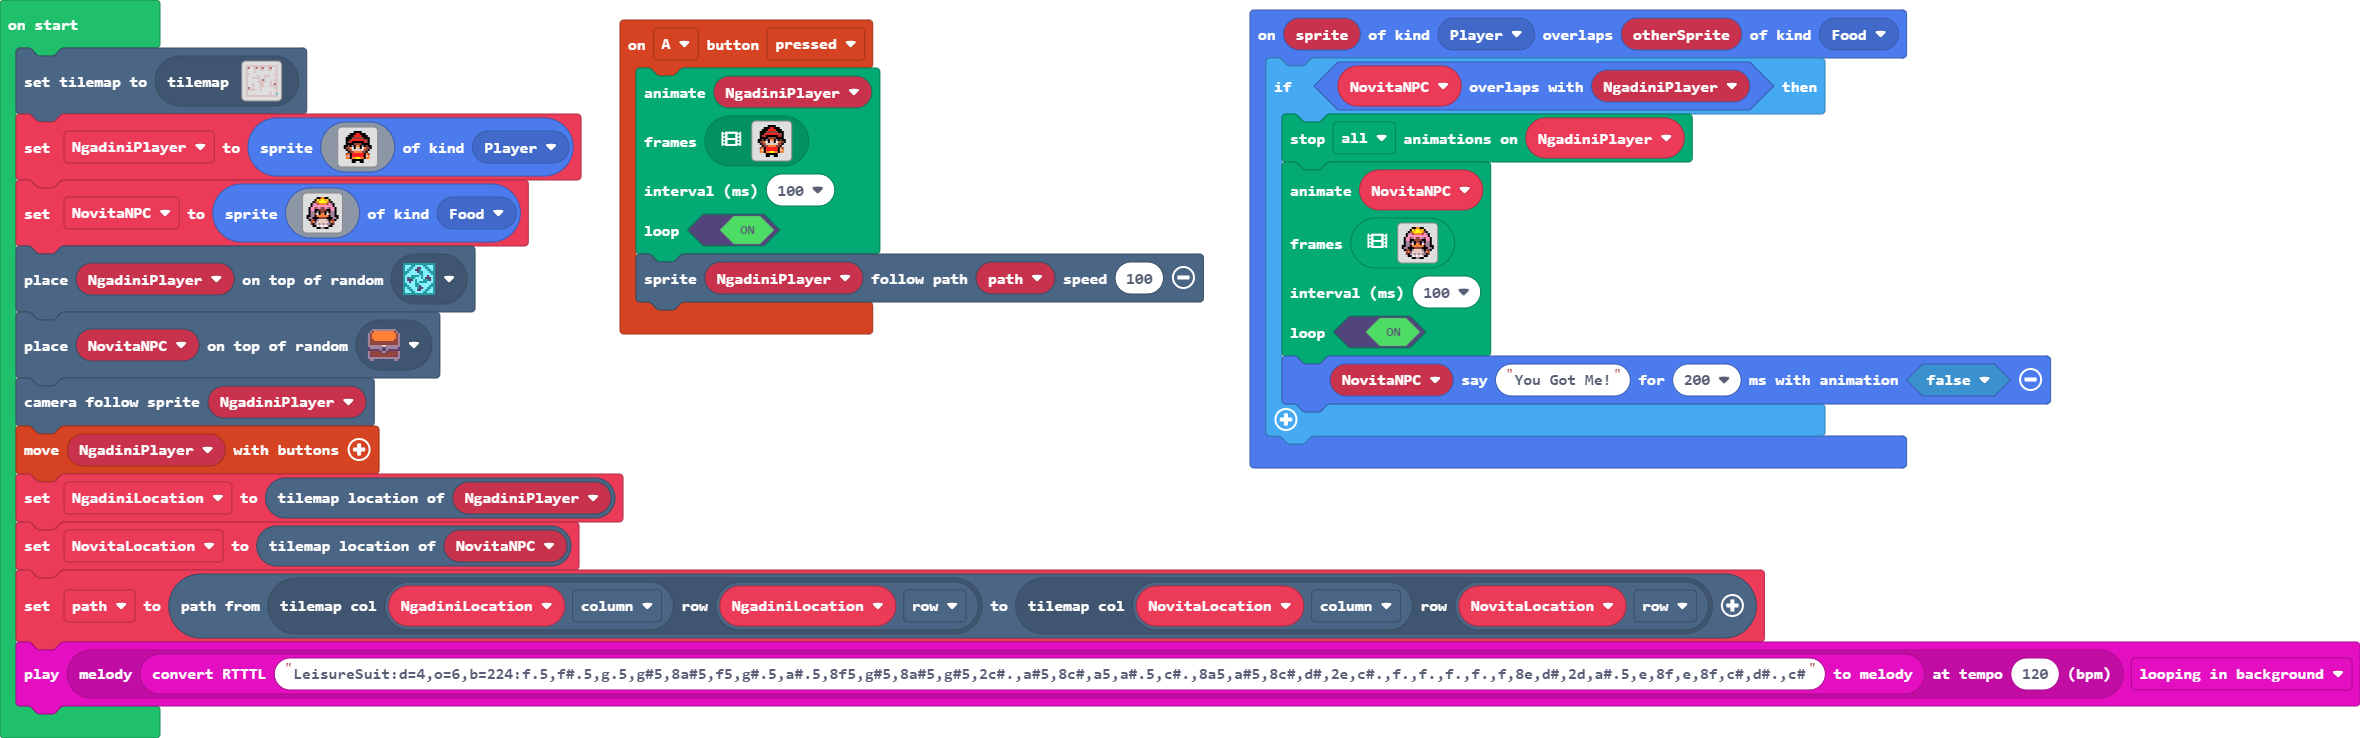 on start
set tilemap to tilemap
set NgadiniPlayer to sprite of kind Player
set NovitaNPC to sprite of kind Food
place NgadiniPlayer on top of random
place NovitaNPC on top of random
camera follow sprite NgadiniPlayer
move NgadiniPlayer with buttons
set NgadiniLocation to tilemap location of NgadiniPlayer
set NovitaLocation to tilemap location of NovitaNPC
set path to path from tilemap col NgadiniLocation column row NgadiniLocation row to tilemap col NovitaLocation column row NovitaLocation row
play melody convert RTTTL "LeisureSuit:d=4,o=6,b=224:f.5,f#.5,g.5,g#5,8a#5,f5,g#.5,a#.5,8f5,g#5,8a#5,g#5,2c#.,a#5,8c#,a5,a#.5,c#.,8a5,a#5,8c#,d#,2e,c#.,f.,f.,f.,f.,f,8e,d#,2d,a#.5,e,8f,e,8f,c#,d#.,c#" to melody at tempo 120 (bpm) looping in background
on A button pressed
animate NgadiniPlayer
frames
interval (ms) 100
loop ON
sprite NgadiniPlayer follow path path speed 100
on sprite of kind Player overlaps otherSprite of kind Food
if NovitaNPC overlaps with NgadiniPlayer then
stop all animations on NgadiniPlayer
animate NovitaNPC
frames
interval (ms) 100
loop ON
NovitaNPC say "You Got Me!" for 200 ms with animation false